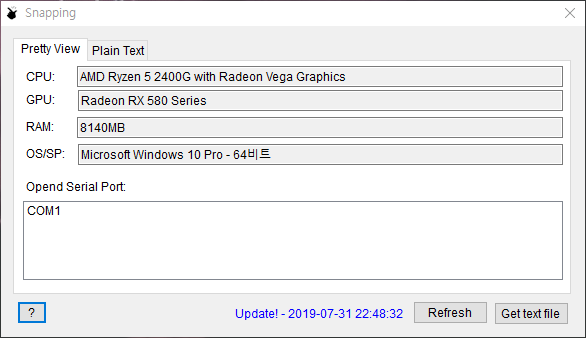 Snapping
Pretty View Plain Text
CPU: AMD Ryzen 5 2400G with Radeon Vega Graphics
GPU: Radeon RX 580 Series
RAM: 8140MB
OS/SP: Microsoft Windows 10 Pro - 64비트
Opend Serial Port:
COM1
? Update! - 2019-07-31 22:48:32 Refresh Get text file